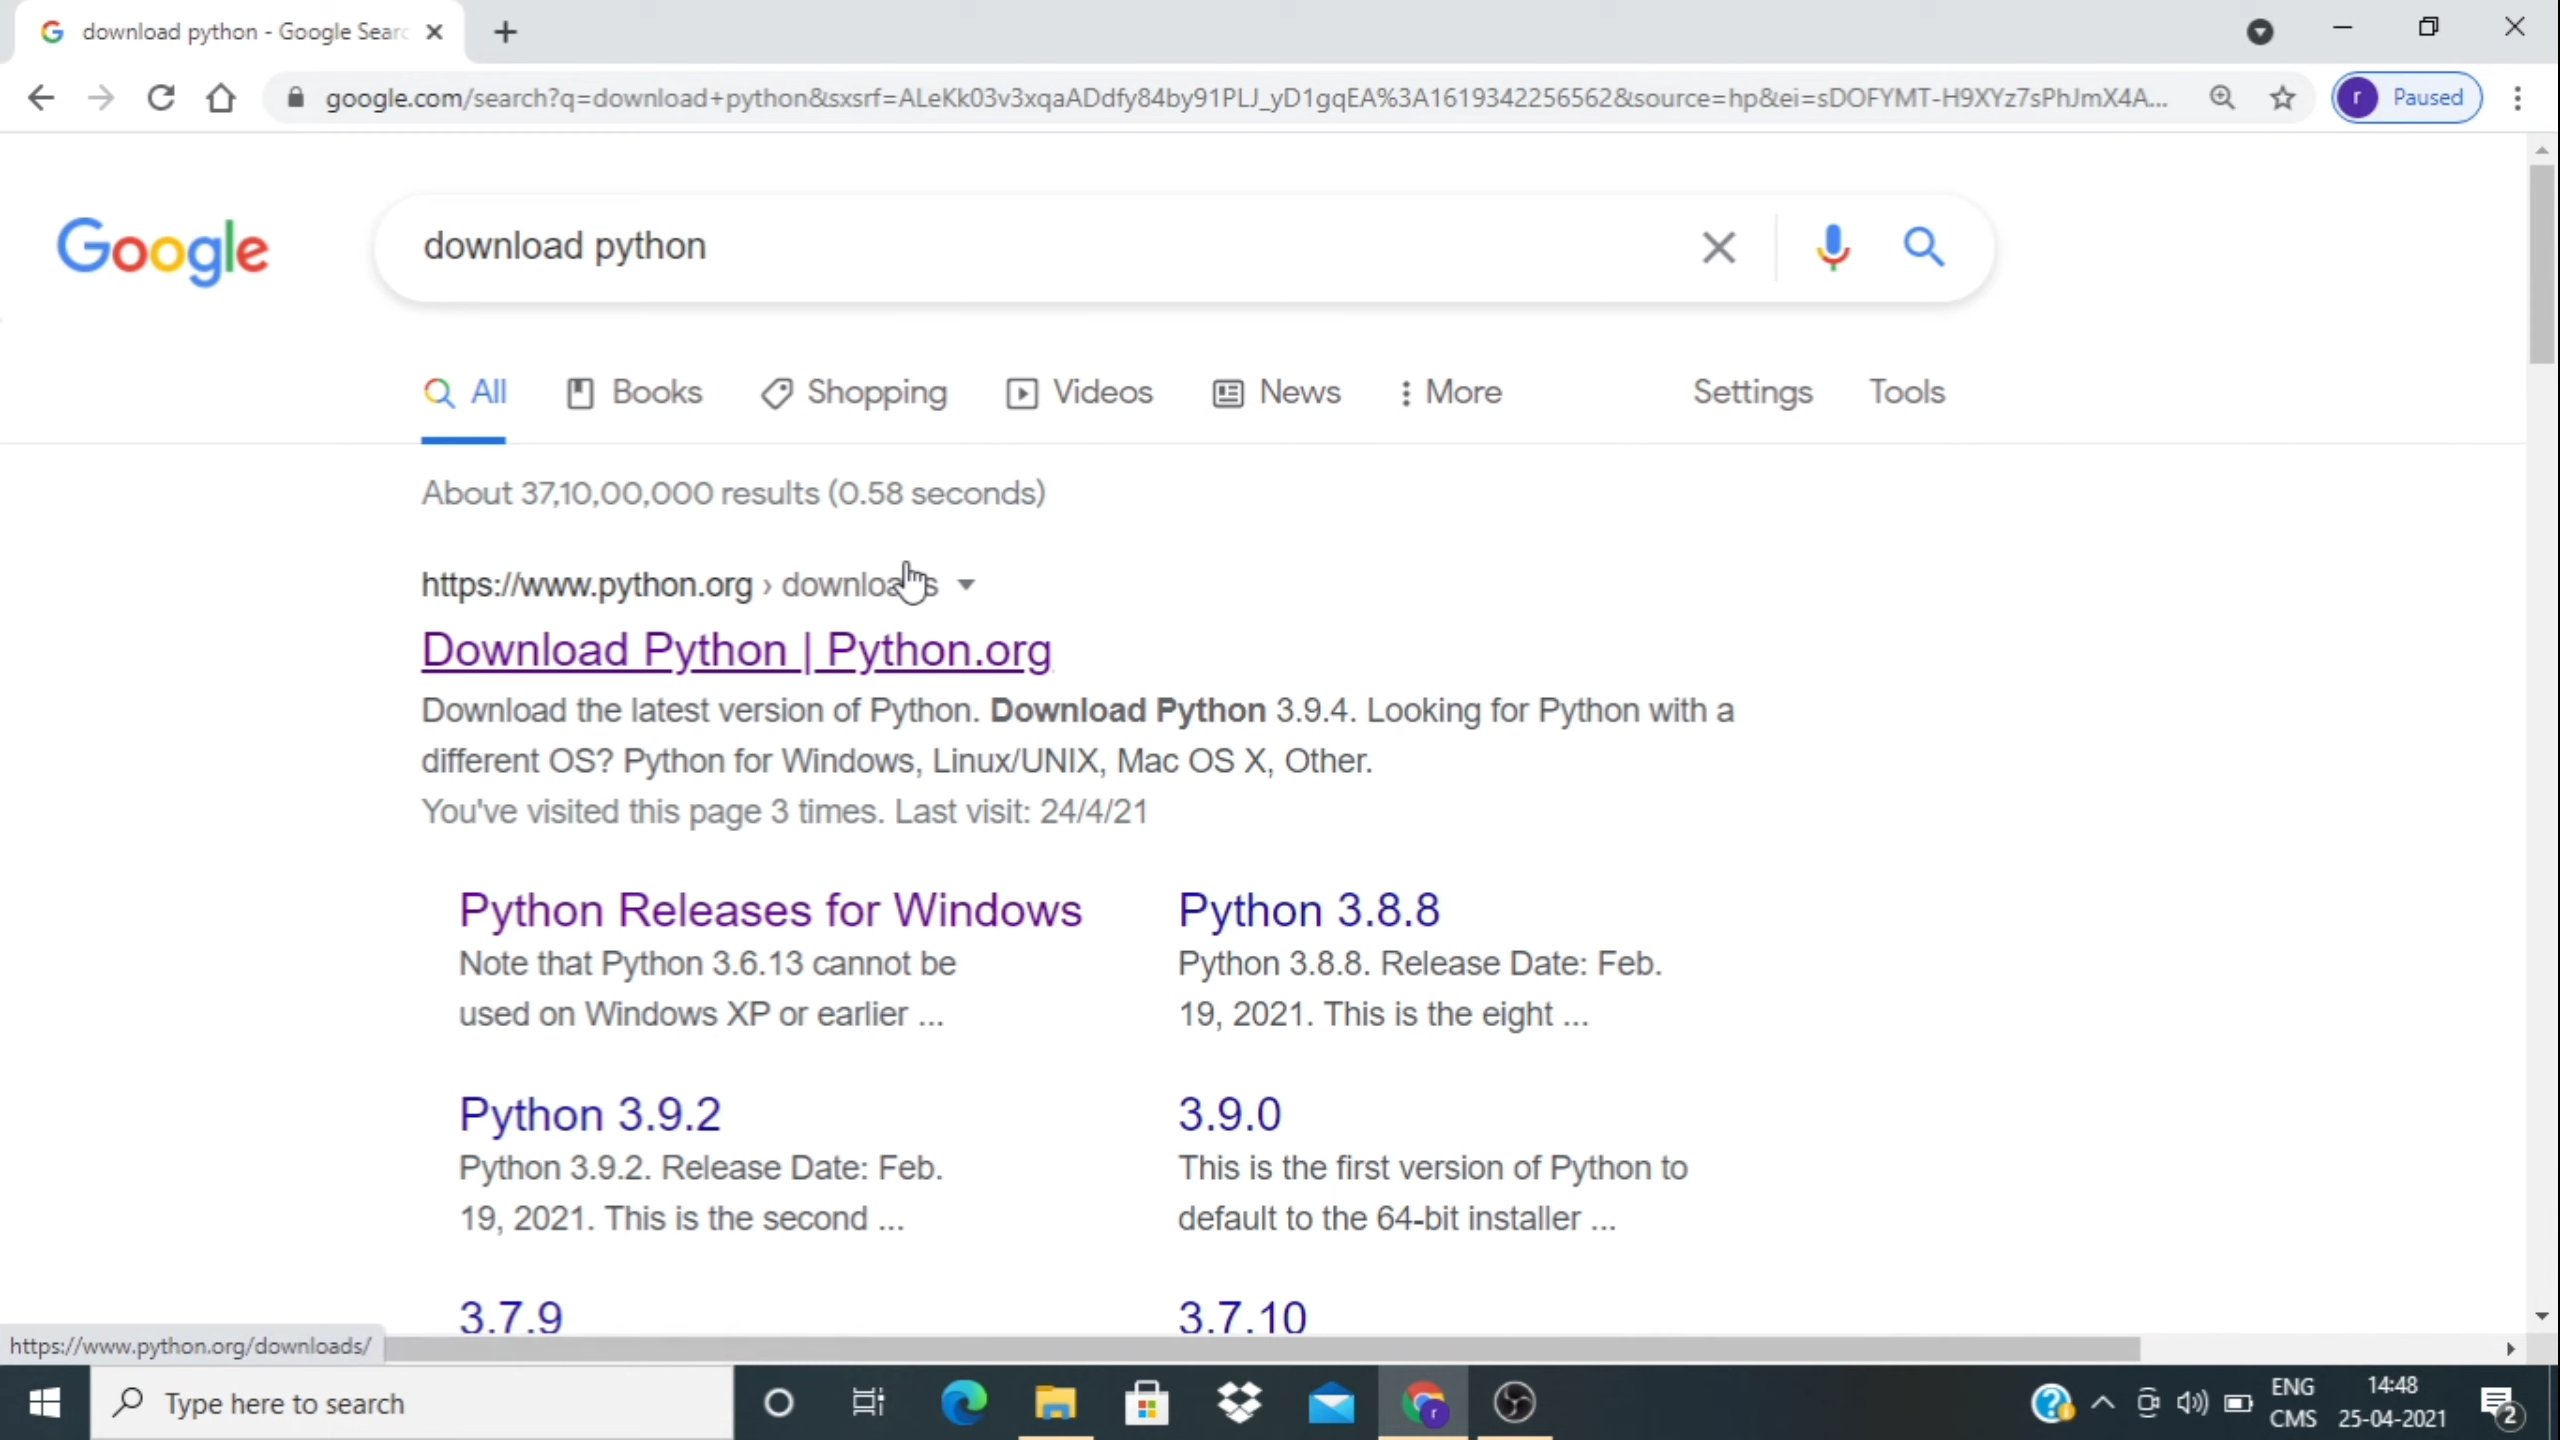 download python - Google Searc
google.com/search?q=download+python&sxsrf=ALeKk03v3xqaADdfy84by91PLJ_yD1gqEA%3A1619342256562&source=hp&ei=sDOFYMT-H9XYz7sPhJmX4A...
r Paused
Google
download python
All Books Shopping Videos News More Settings Tools
About 37,10,00,000 results (0.58 seconds)
https://www.python.org › downloads
Download Python | Python.org
Download the latest version of Python. Download Python 3.9.4. Looking for Python with a
different OS? Python for Windows, Linux/UNIX, Mac OS X, Other.
You've visited this page 3 times. Last visit: 24/4/21
Python Releases for Windows
Note that Python 3.6.13 cannot be
used on Windows XP or earlier ...
Python 3.8.8
Python 3.8.8. Release Date: Feb.
19, 2021. This is the eight ...
Python 3.9.2
Python 3.9.2. Release Date: Feb.
19, 2021. This is the second ...
3.9.0
This is the first version of Python to
default to the 64-bit installer ...
3.7.9
3.7.10
https://www.python.org/downloads/
Type here to search
r
ENG
CMS
14:48
25-04-2021
2